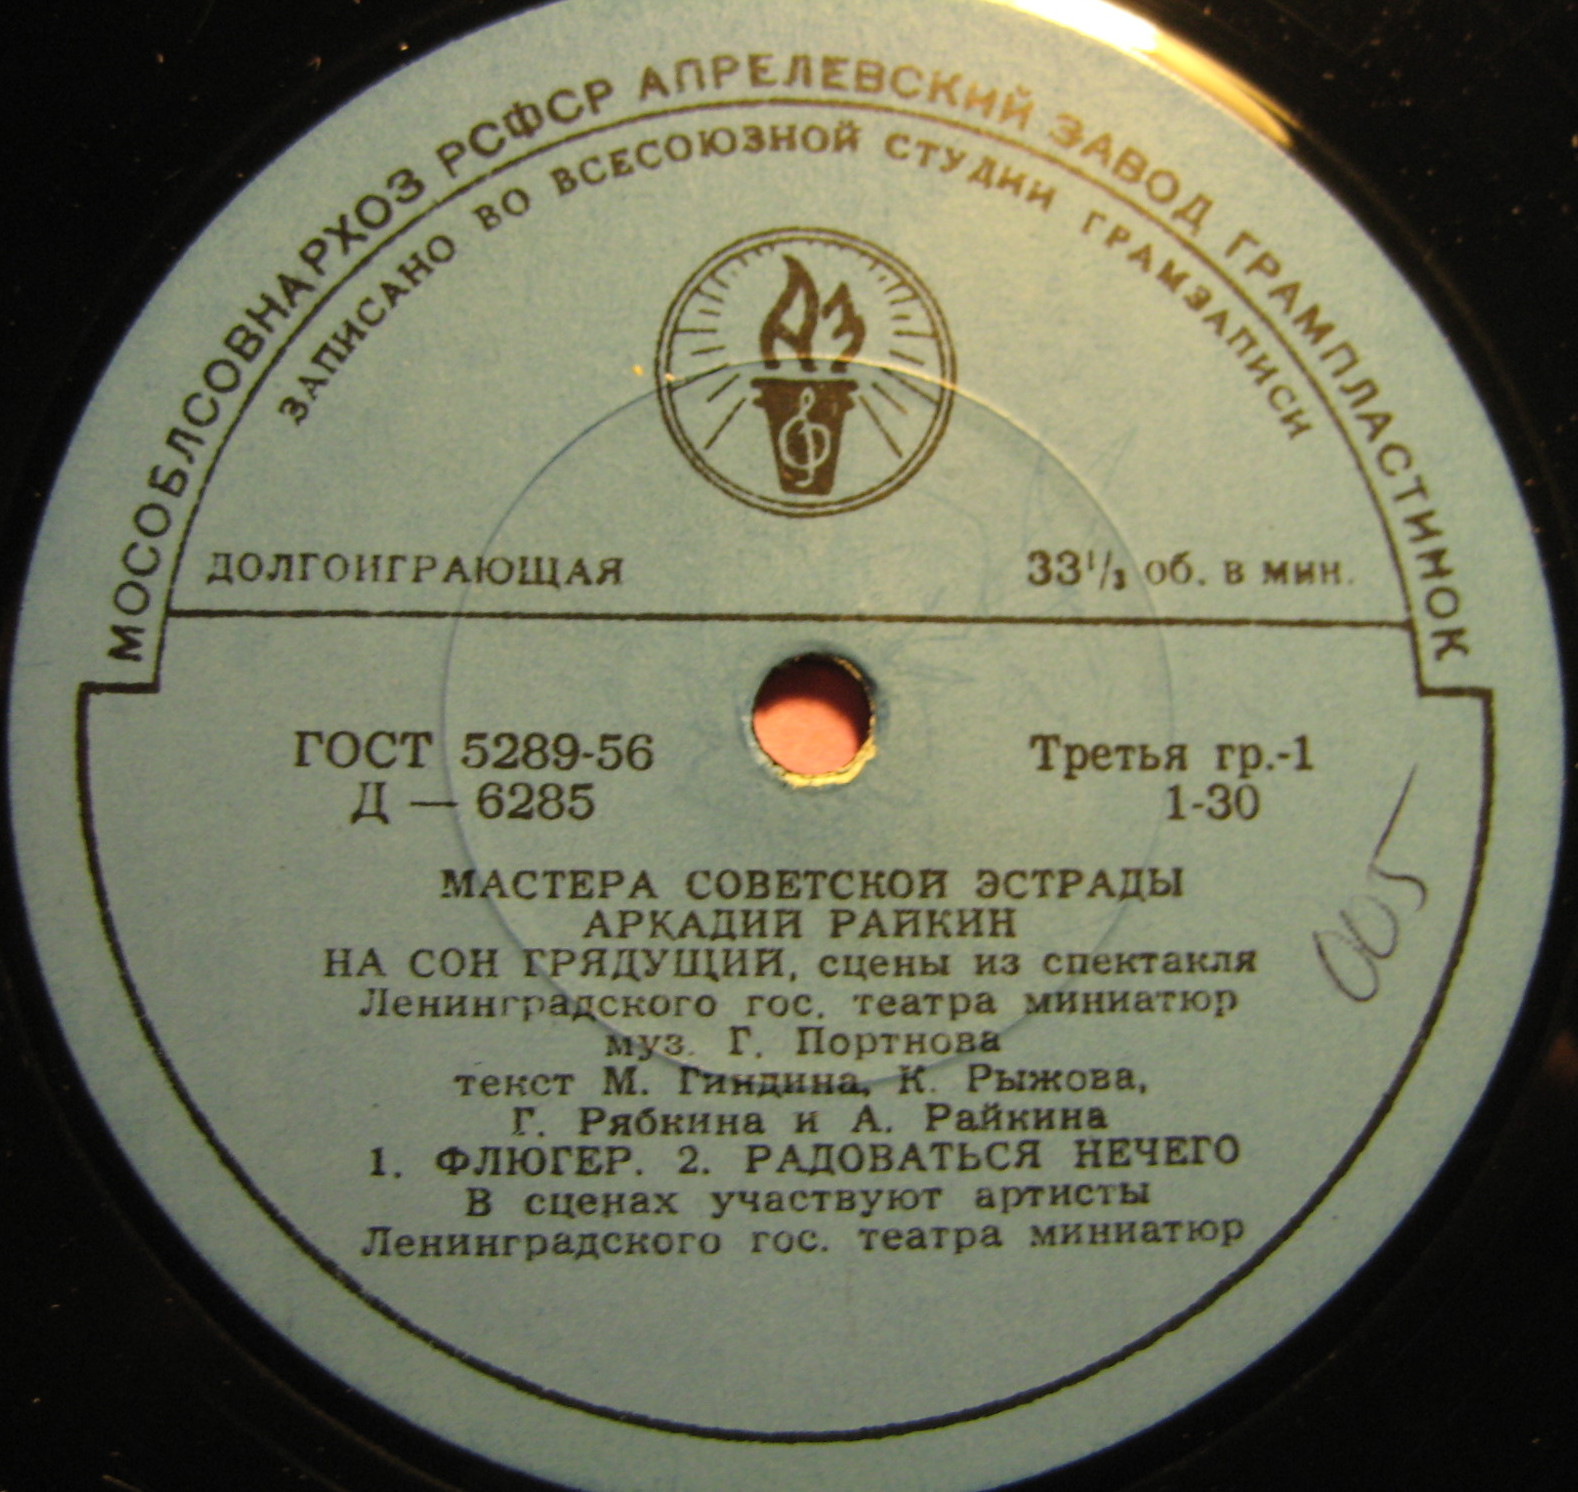 МОСОБЛСОВНАРХОЗ РСФСР АПРЕЛЕВСКИЙ ЗАВОД ГРАМПЛАСТИНОК
ЗАПИСАНО ВО ВСЕСОЮЗНОЙ СТУДИИ ГРАМЗАПИСИ
АЗ
ДОЛГОИГРАЮЩАЯ 33⅓ об. в мин.
ГОСТ 5289-56 Третья гр.-1
Д — 6285 1-30
МАСТЕРА СОВЕТСКОЙ ЭСТРАДЫ
АРКАДИЙ РАЙКИН
НА СОН ГРЯДУЩИЙ, сцены из спектакля
Ленинградского гос. театра миниатюр
муз. Г. Портнова
текст М. Гиндина, К. Рыжова,
Г. Рябкина и А. Райкина
1. ФЛЮГЕР. 2. РАДОВАТЬСЯ НЕЧЕГО
В сценах участвуют артисты
Ленинградского гос. театра миниатюр